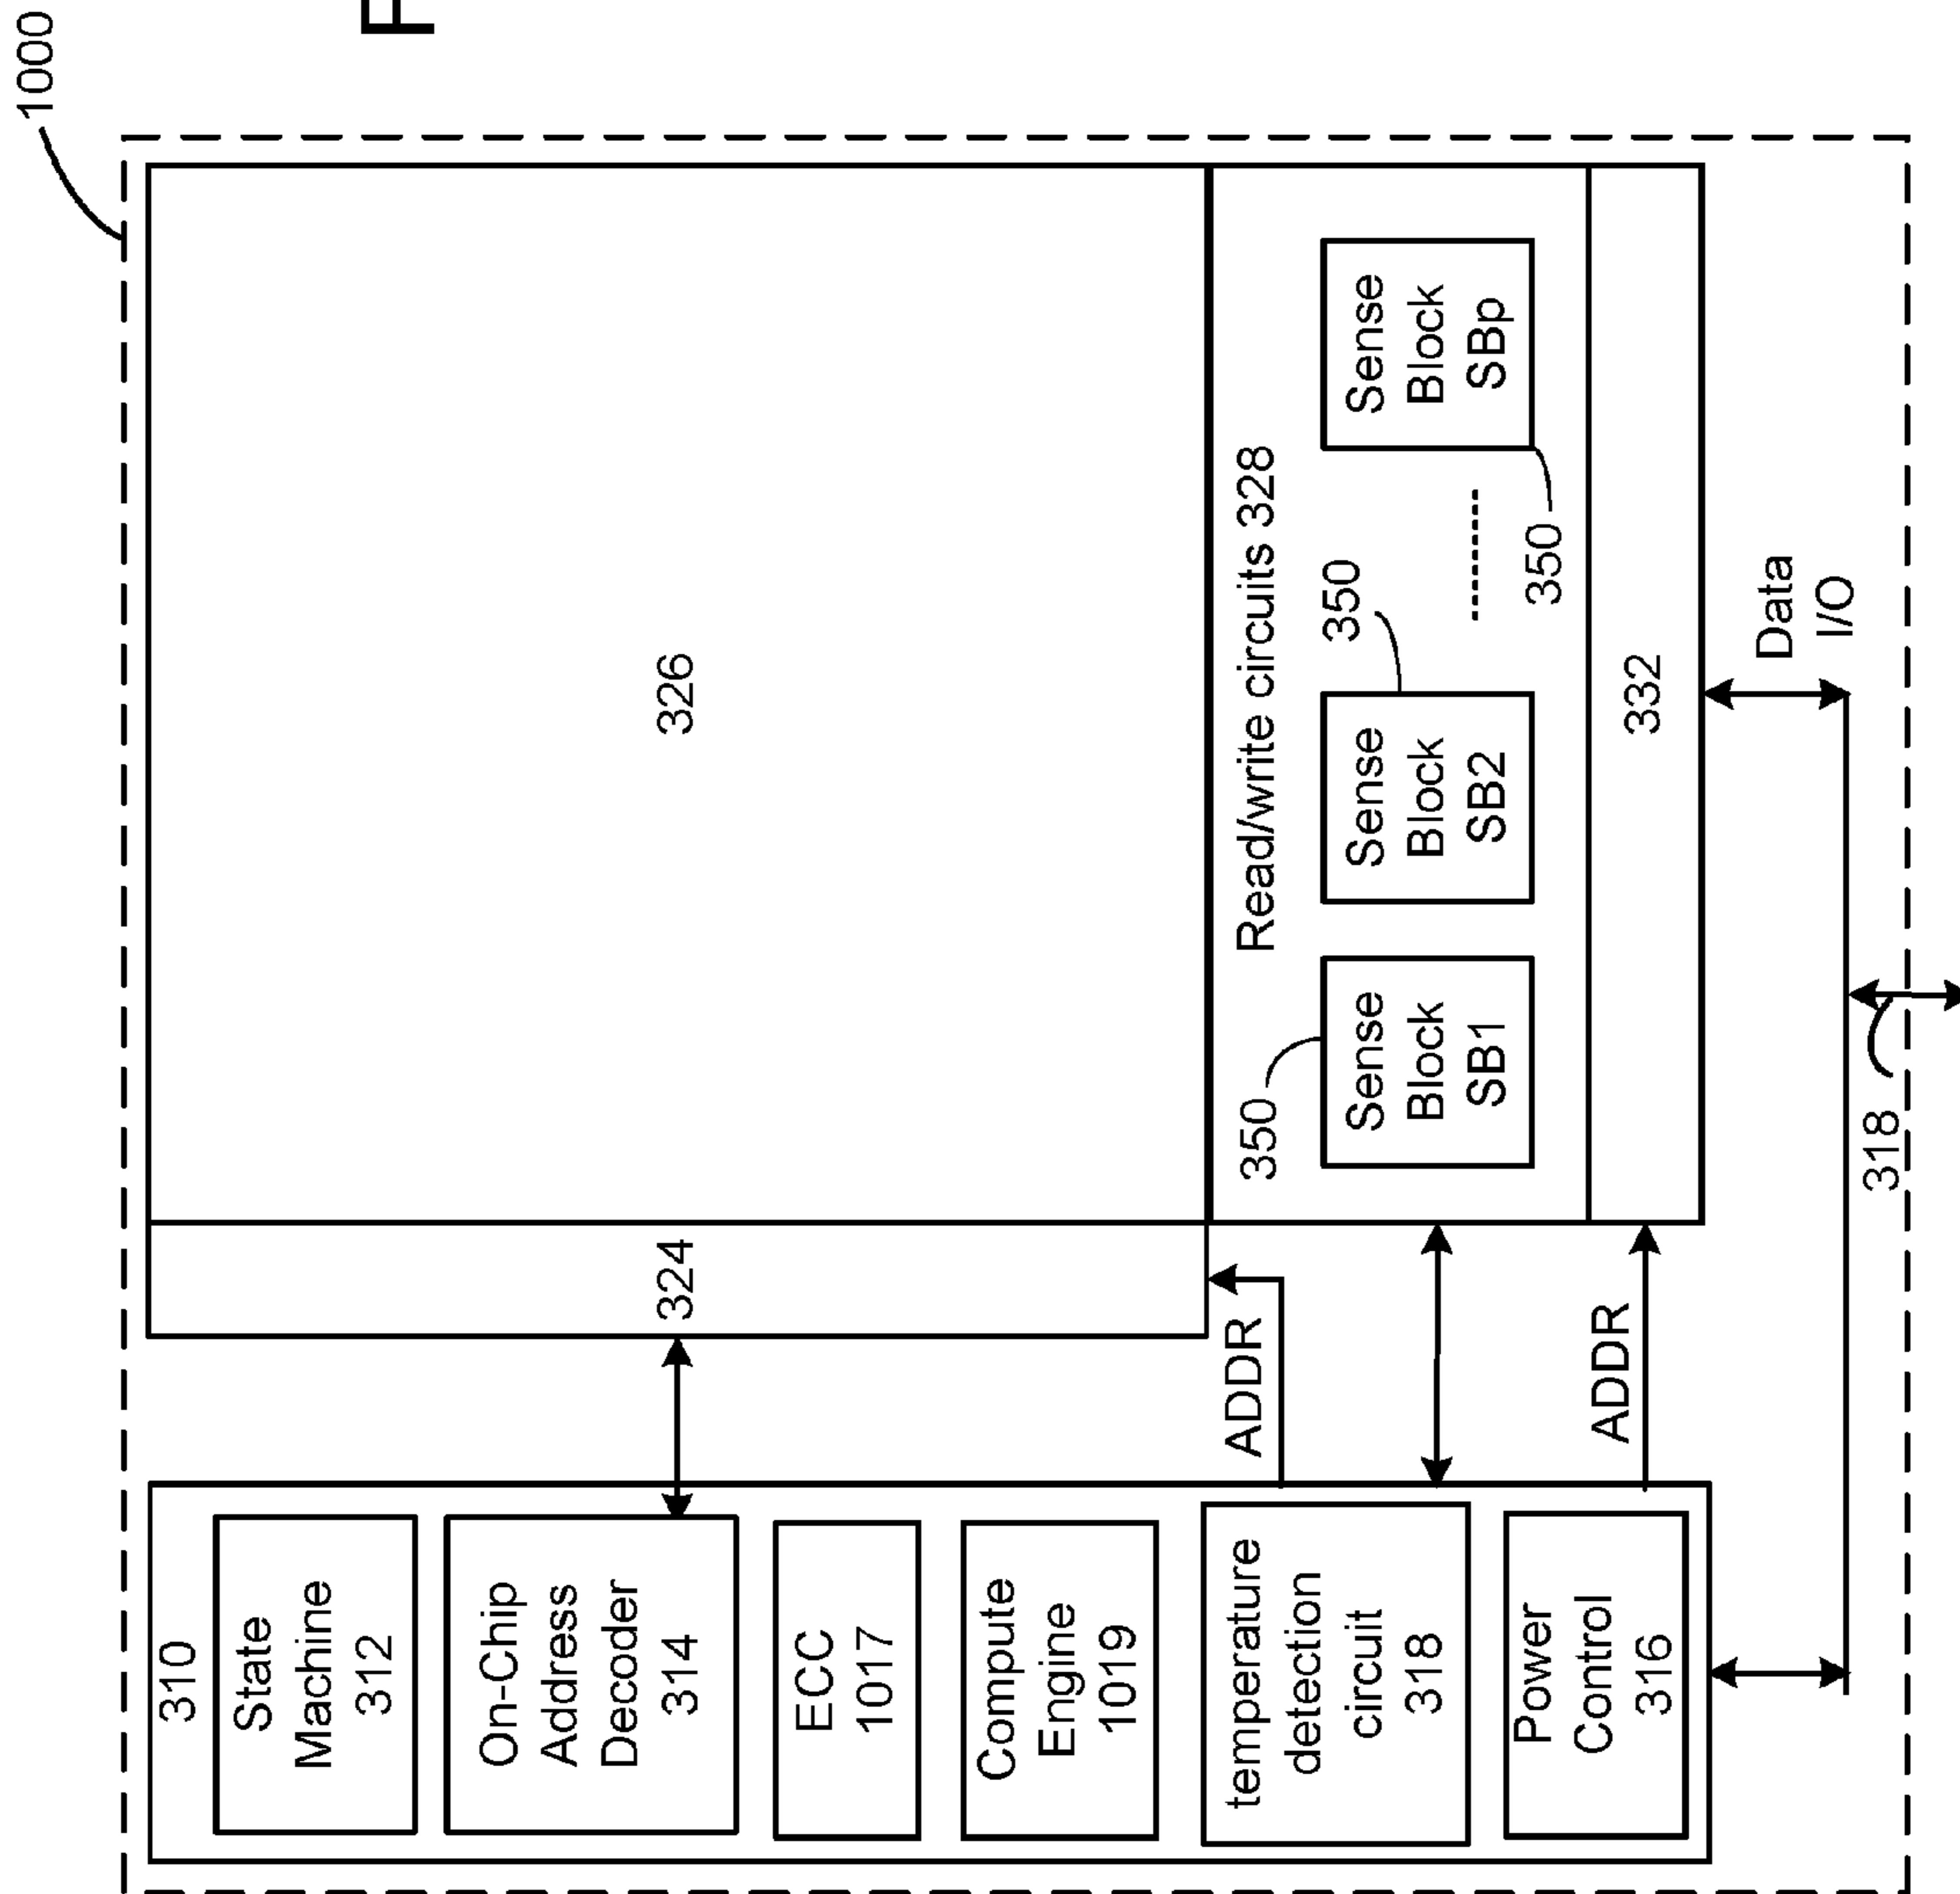 1000
F
310
State
Machine
312
On-Chip
Address
Decoder
314
ECC
1017
Compute
Engine
1019
temperature
detection
circuit
318
Power
Control
316
324
326
ADDR
ADDR
Read/write circuits 328
350
Sense
Block
SB1
350
Sense
Block
SB2
350
Sense
Block
SBp
332
Data
I/O
318